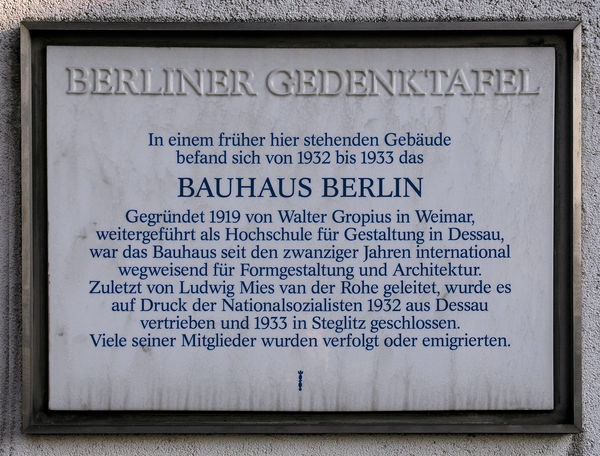 BERLINER GEDENKTAFEL
In einem früher hier stehenden Gebäude
befand sich von 1932 bis 1933 das
BAUHAUS BERLIN
Gegründet 1919 von Walter Gropius in Weimar,
weitergeführt als Hochschule für Gestaltung in Dessau,
war das Bauhaus seit den zwanziger Jahren international
wegweisend für Formgestaltung und Architektur.
Zuletzt von Ludwig Mies van der Rohe geleitet, wurde es
auf Druck der Nationalsozialisten 1932 aus Dessau
vertrieben und 1933 in Steglitz geschlossen.
Viele seiner Mitglieder wurden verfolgt oder emigrierten.